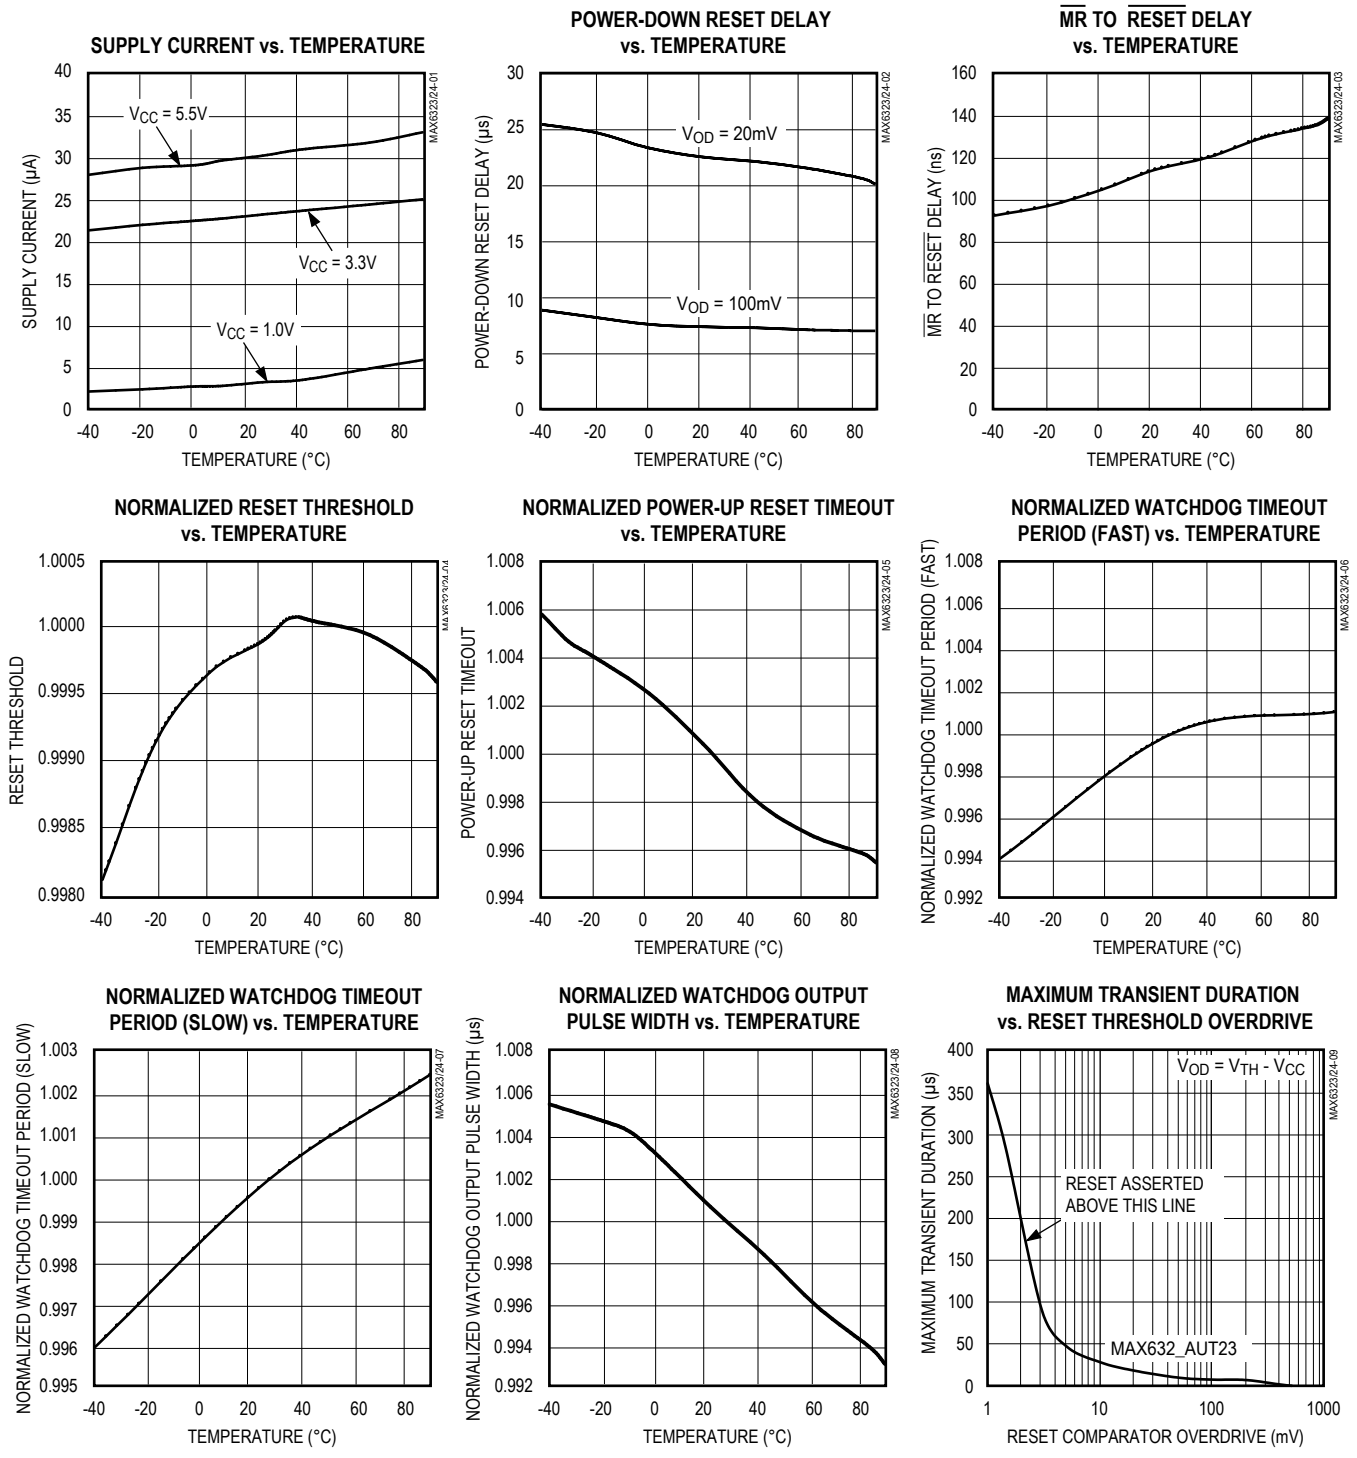 SUPPLY CURRENT vs. TEMPERATURE
MAX6323/24-01
SUPPLY CURRENT (µA)
40
35
30
25
20
15
10
5
0
VCC = 5.5V
VCC = 3.3V
VCC = 1.0V
-40 -20 0 20 40 60 80
TEMPERATURE (°C)
POWER-DOWN RESET DELAY
vs. TEMPERATURE
MAX6323/24-02
POWER-DOWN RESET DELAY (µs)
30
25
20
15
10
5
0
VOD = 20mV
VOD = 100mV
-40 -20 0 20 40 60 80
TEMPERATURE (°C)
MR TO RESET DELAY
vs. TEMPERATURE
MAX6323/24-03
MR TO RESET DELAY (ns)
160
140
120
100
80
60
40
20
0
-40 -20 0 20 40 60 80
TEMPERATURE (°C)
NORMALIZED RESET THRESHOLD
vs. TEMPERATURE
MAX6323/24-04
RESET THRESHOLD
1.0005
1.0000
0.9995
0.9990
0.9985
0.9980
-40 -20 0 20 40 60 80
TEMPERATURE (°C)
NORMALIZED POWER-UP RESET TIMEOUT
vs. TEMPERATURE
MAX6323/24-05
POWER-UP RESET TIMEOUT
1.008
1.006
1.004
1.002
1.000
0.998
0.996
0.994
-40 -20 0 20 40 60 80
TEMPERATURE (°C)
NORMALIZED WATCHDOG TIMEOUT
PERIOD (FAST) vs. TEMPERATURE
MAX6323/24-06
NORMALIZED WATCHDOG TIMEOUT PERIOD (FAST)
1.008
1.006
1.004
1.002
1.000
0.998
0.996
0.994
0.992
-40 -20 0 20 40 60 80
TEMPERATURE (°C)
NORMALIZED WATCHDOG TIMEOUT
PERIOD (SLOW) vs. TEMPERATURE
MAX6323/24-07
NORMALIZED WATCHDOG TIMEOUT PERIOD (SLOW)
1.003
1.002
1.001
1.000
0.999
0.998
0.997
0.996
0.995
-40 -20 0 20 40 60 80
TEMPERATURE (°C)
NORMALIZED WATCHDOG OUTPUT
PULSE WIDTH vs. TEMPERATURE
MAX6323/24-08
NORMALIZED WATCHDOG OUTPUT PULSE WIDTH (µs)
1.008
1.006
1.004
1.002
1.000
0.998
0.996
0.994
0.992
-40 -20 0 20 40 60 80
TEMPERATURE (°C)
MAXIMUM TRANSIENT DURATION
vs. RESET THRESHOLD OVERDRIVE
MAX6323/24-09
MAXIMUM TRANSIENT DURATION (µs)
400
350
300
250
200
150
100
50
0
VOD = VTH - VCC
RESET ASSERTED
ABOVE THIS LINE
MAX632_AUT23
1 10 100 1000
RESET COMPARATOR OVERDRIVE (mV)